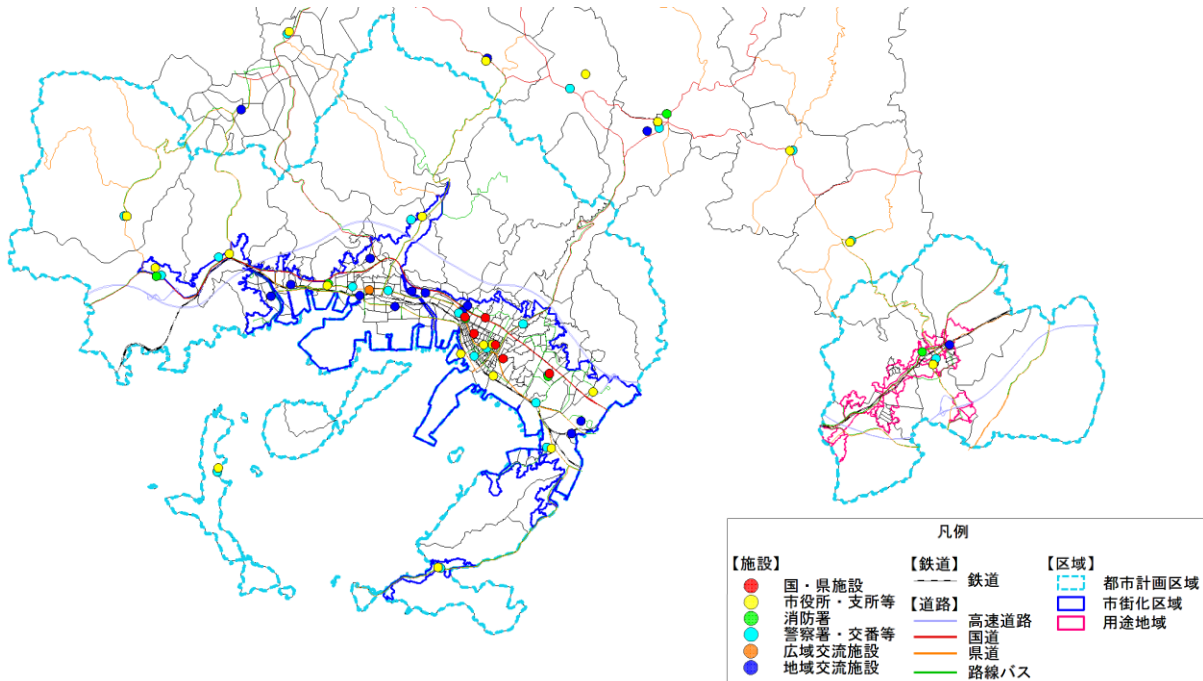 凡例
【施設】
国・県施設
市役所・支所等
消防署
警察署・交番等
広域交流施設
地域交流施設
【鉄道】
鉄道
【道路】
高速道路
国道
県道
路線バス
【区域】
都市計画区域
市街化区域
用途地域